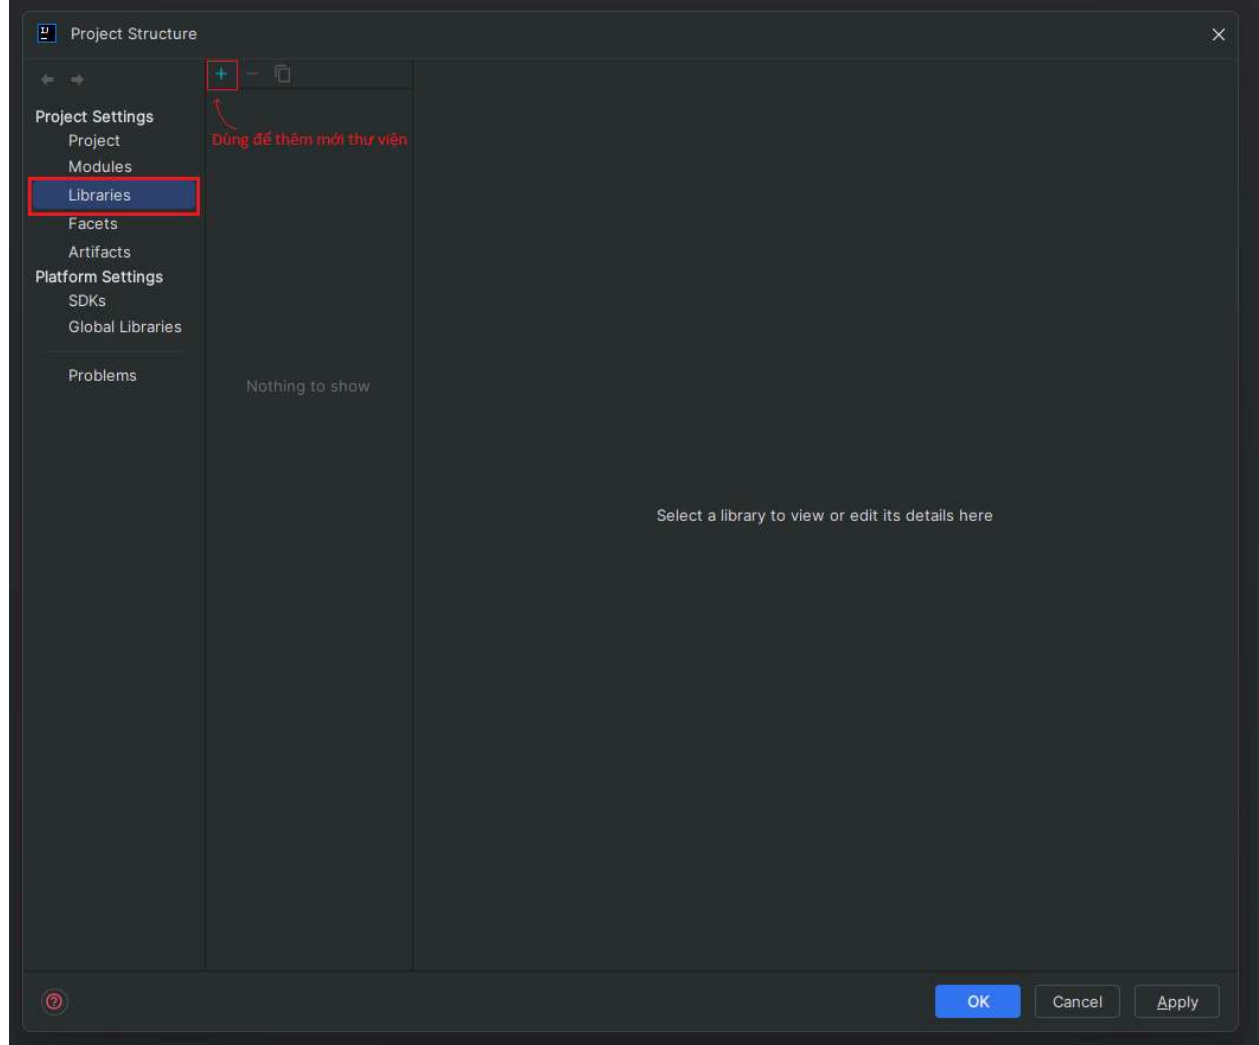 Project Structure
Project Settings
Project
Modules
Libraries
Facets
Artifacts
Platform Settings
SDKs
Global Libraries
Problems
Dùng để thêm mới thư viện
Nothing to show
Select a library to view or edit its details here
OK
Cancel
Apply